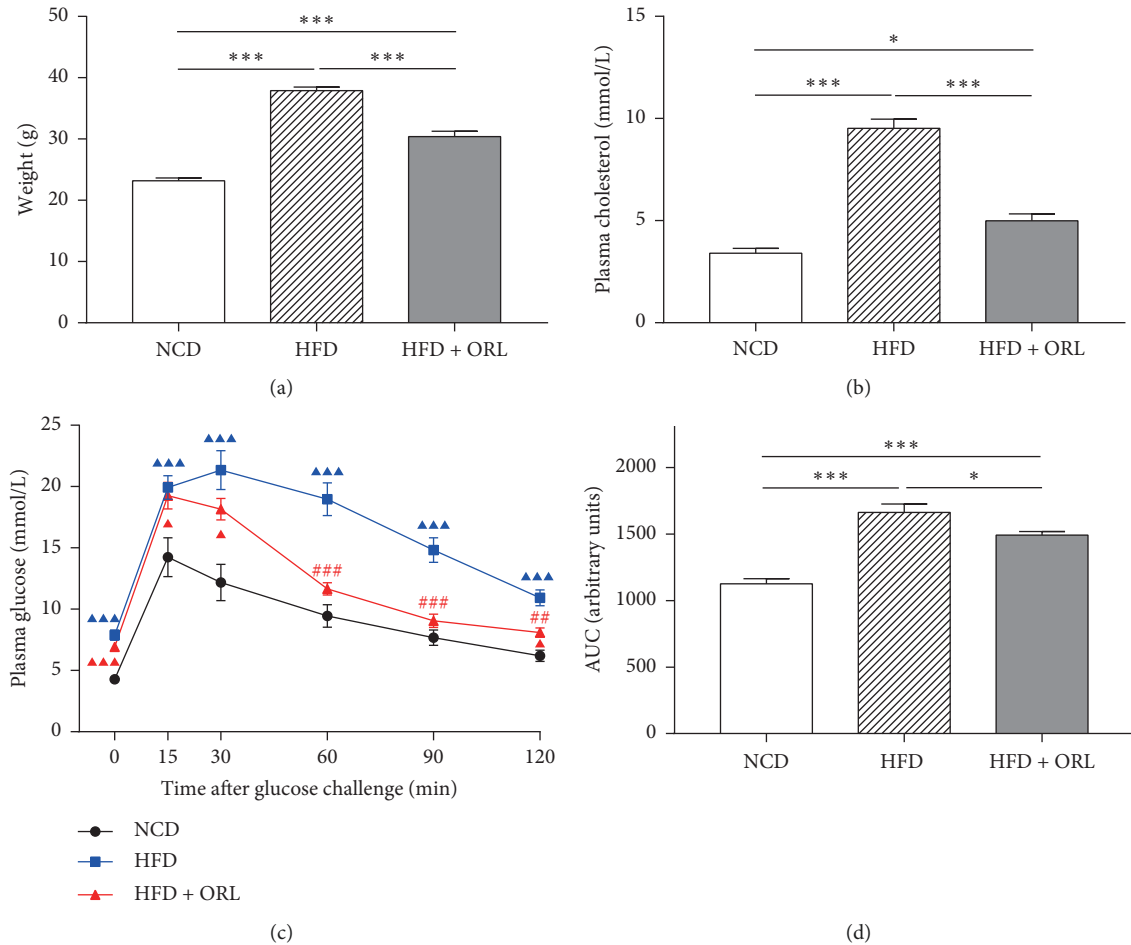 50
40
30
20
10
0
Weight (g)
***
***
***
NCD
HFD
HFD + ORL
(a)
15
10
5
0
Plasma cholesterol (mmol/L)
*
***
***
NCD
HFD
HFD + ORL
(b)
25
20
15
10
5
0
Plasma glucose (mmol/L)
###
###
##
0
15
30
60
90
120
Time after glucose challenge (min)
NCD
HFD
HFD + ORL
(c)
2000
1500
1000
500
0
AUC (arbitrary units)
***
***
*
NCD
HFD
HFD + ORL
(d)